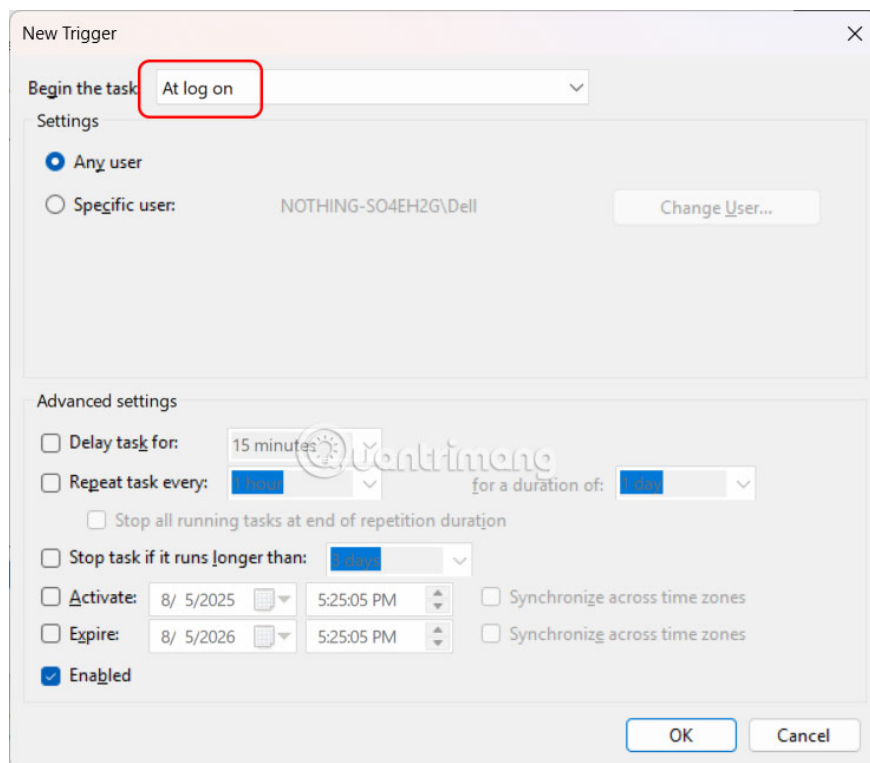 New Trigger
Begin the task At log on
Settings
Any user
Specific user: NOTHING-SO4EH2G\Dell Change User...
Advanced settings
Delay task for: 15 minutes
Quantrimang
Repeat task every: 1 hour for a duration of: 1 day
Stop all running tasks at end of repetition duration
Stop task if it runs longer than: 3 days
Activate: 8/ 5/2025 5:25:05 PM Synchronize across time zones
Expire: 8/ 5/2026 5:25:05 PM Synchronize across time zones
Enabled
OK Cancel